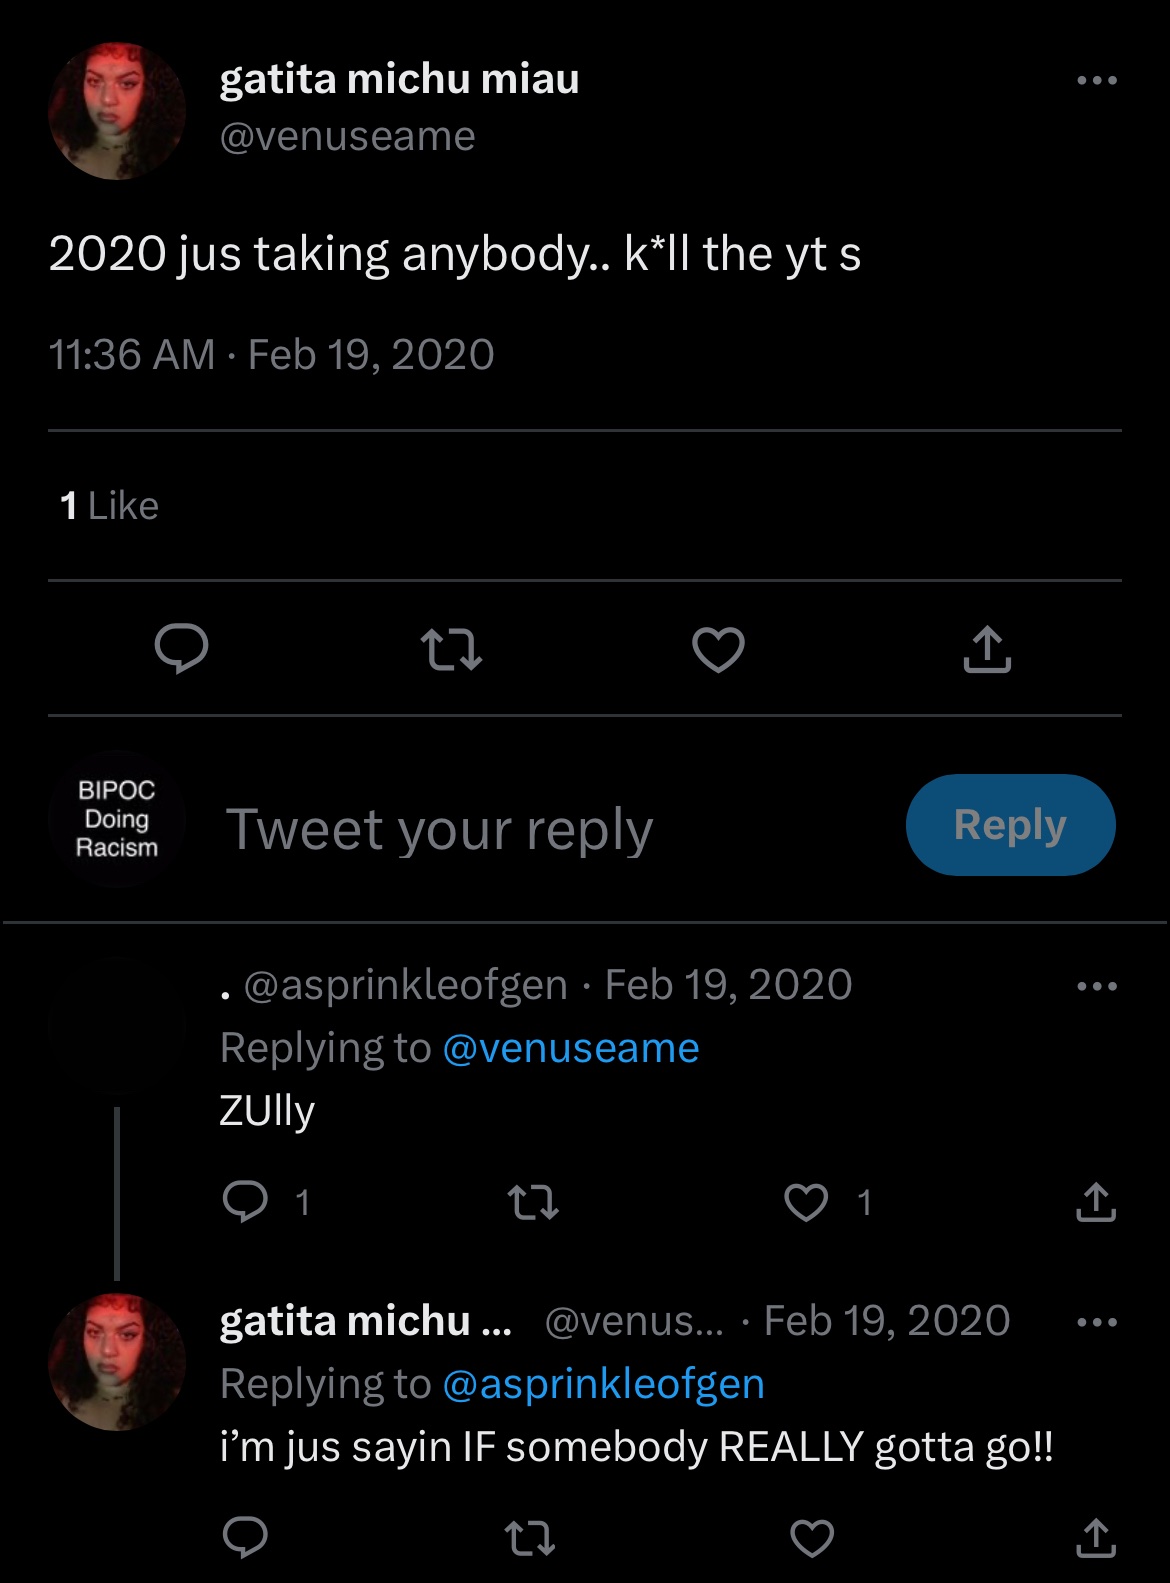 gatita michu miau
@venuseame
2020 jus taking anybody.. k*ll the yt s
11:36 AM · Feb 19, 2020
1 Like
BIPOC
Doing
Racism
Tweet your reply
Reply
. @asprinkleofgen · Feb 19, 2020
Replying to @venuseame
ZUlly
1 1
gatita michu ... @venus... · Feb 19, 2020
Replying to @asprinkleofgen
i’m jus sayin IF somebody REALLY gotta go!!